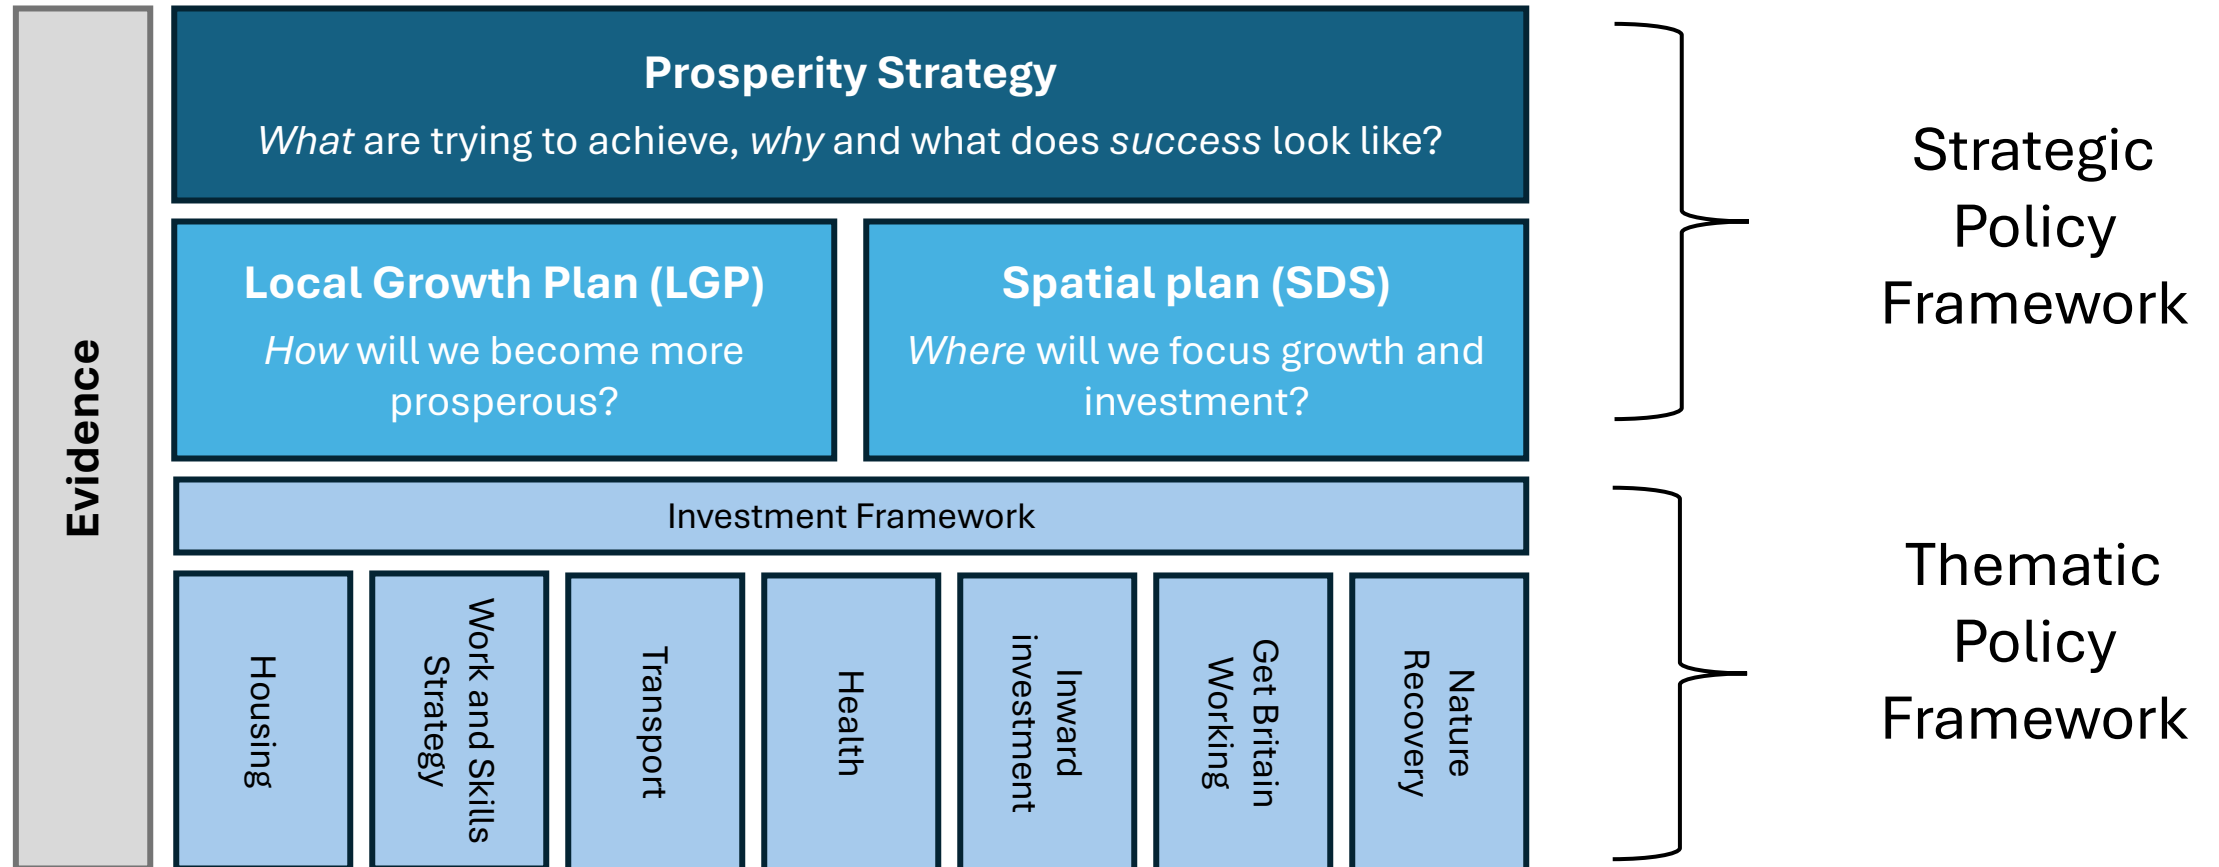 Evidence
Prosperity Strategy
What are trying to achieve, why and what does success look like?
Local Growth Plan (LGP)
How will we become more
prosperous?
Spatial plan (SDS)
Where will we focus growth and
investment?
Investment Framework
Housing
Work and Skills
Strategy
Transport
Health
Inward
investment
Get Britain
Working
Nature
Recovery
Strategic
Policy
Framework
Thematic
Policy
Framework